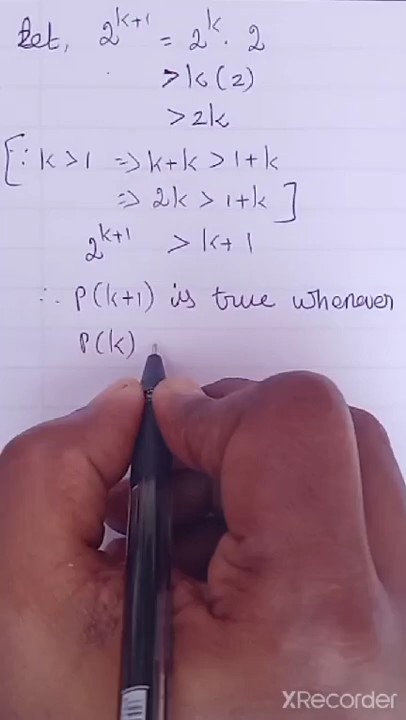 Let, 2^{k+1} = 2^k . 2
> k(2)
> 2k
[∵ k > 1 => k+k > 1+k
=> 2k > 1+k ]
2^{k+1} > k+1
∴ P(k+1) is true whenever
P(k)
XRecorder